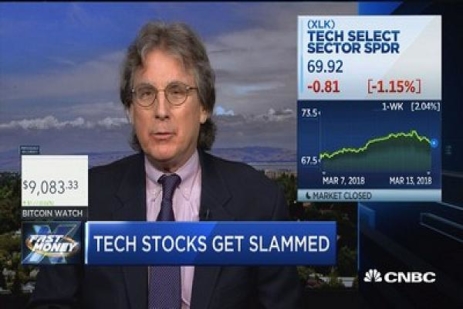 (XLK)
TECH SELECT
SECTOR SPDR
69.92
-0.81 [-1.15%]
1-WK [2.04%]
73.5
67.5
MAR 7, 2018 MAR 13, 2018
MARKET CLOSED
$9,083.33
BITCOIN WATCH
FAST
MONEY
TECH STOCKS GET SLAMMED
CNBC